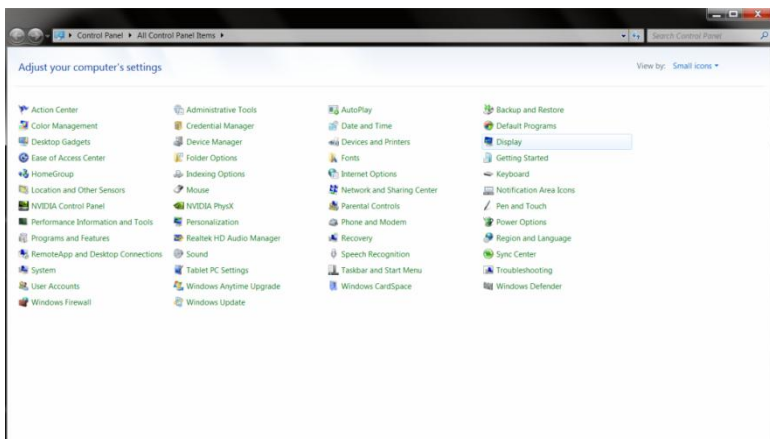 Control Panel ▸ All Control Panel Items ▸ Search Control Panel
Adjust your computer's settings View by: Small icons
Action Center Administrative Tools AutoPlay Backup and Restore
Color Management Credential Manager Date and Time Default Programs
Desktop Gadgets Device Manager Devices and Printers Display
Ease of Access Center Folder Options Fonts Getting Started
HomeGroup Indexing Options Internet Options Keyboard
Location and Other Sensors Mouse Network and Sharing Center Notification Area Icons
NVIDIA Control Panel NVIDIA PhysX Parental Controls Pen and Touch
Performance Information and Tools Personalization Phone and Modem Power Options
Programs and Features Realtek HD Audio Manager Recovery Region and Language
RemoteApp and Desktop Connections Sound Speech Recognition Sync Center
System Tablet PC Settings Taskbar and Start Menu Troubleshooting
User Accounts Windows Anytime Upgrade Windows CardSpace Windows Defender
Windows Firewall Windows Update